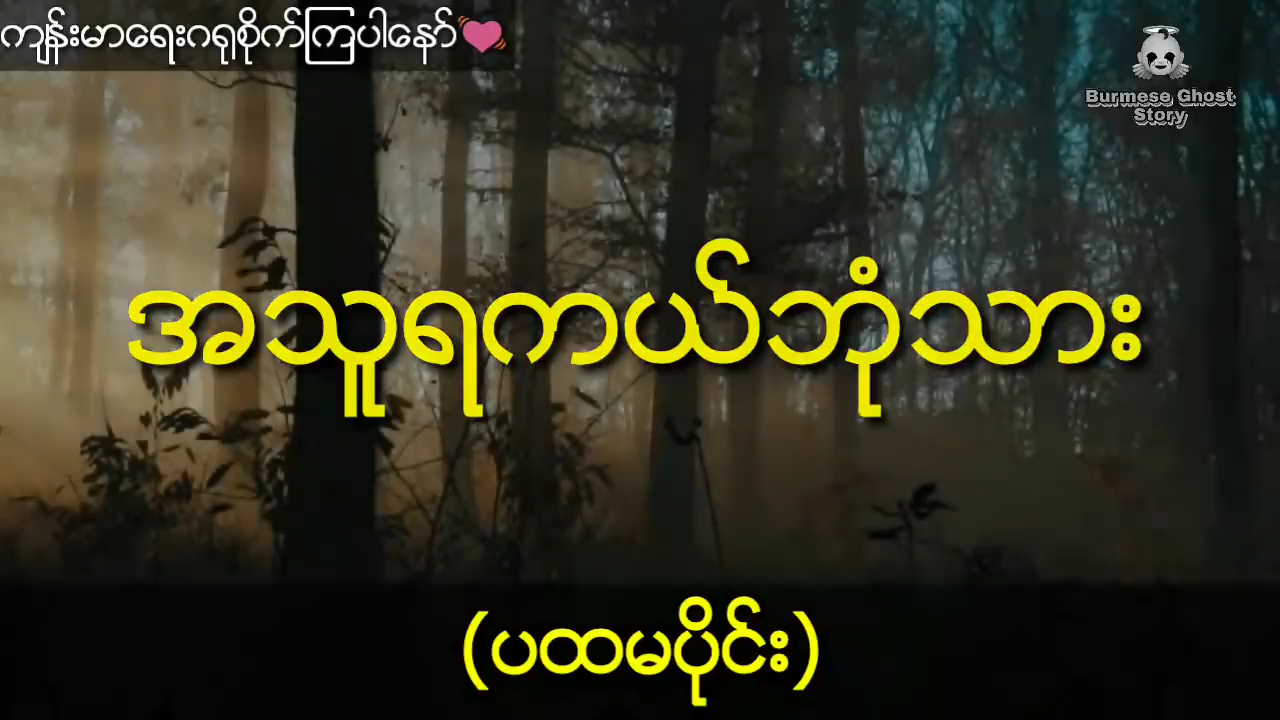 ကျန်းမာရေးဂရုစိုက်ကြပါနော်💓
Burmese Ghost
Story
အသူရကယ်ဘုံသား
(ပထမပိုင်း)